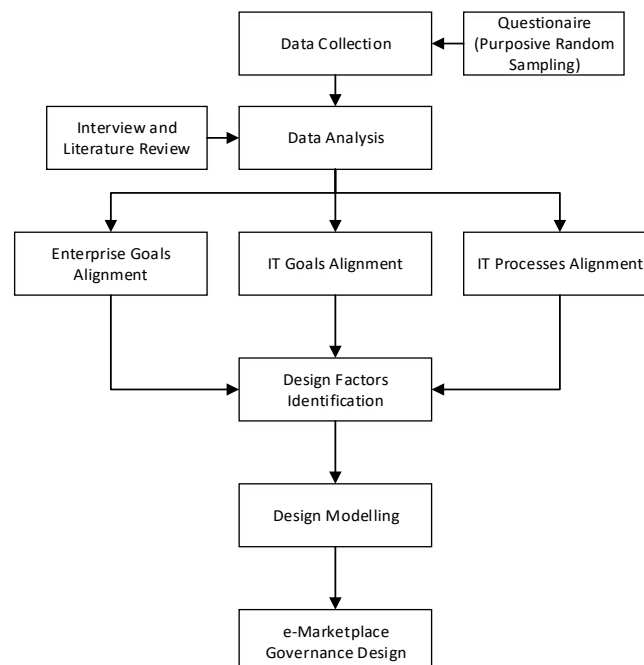 Data Collection
Questionaire
(Purposive Random
Sampling)
Interview and
Literature Review
Data Analysis
Enterprise Goals
Alignment
IT Goals Alignment
IT Processes Alignment
Design Factors
Identification
Design Modelling
e-Marketplace
Governance Design